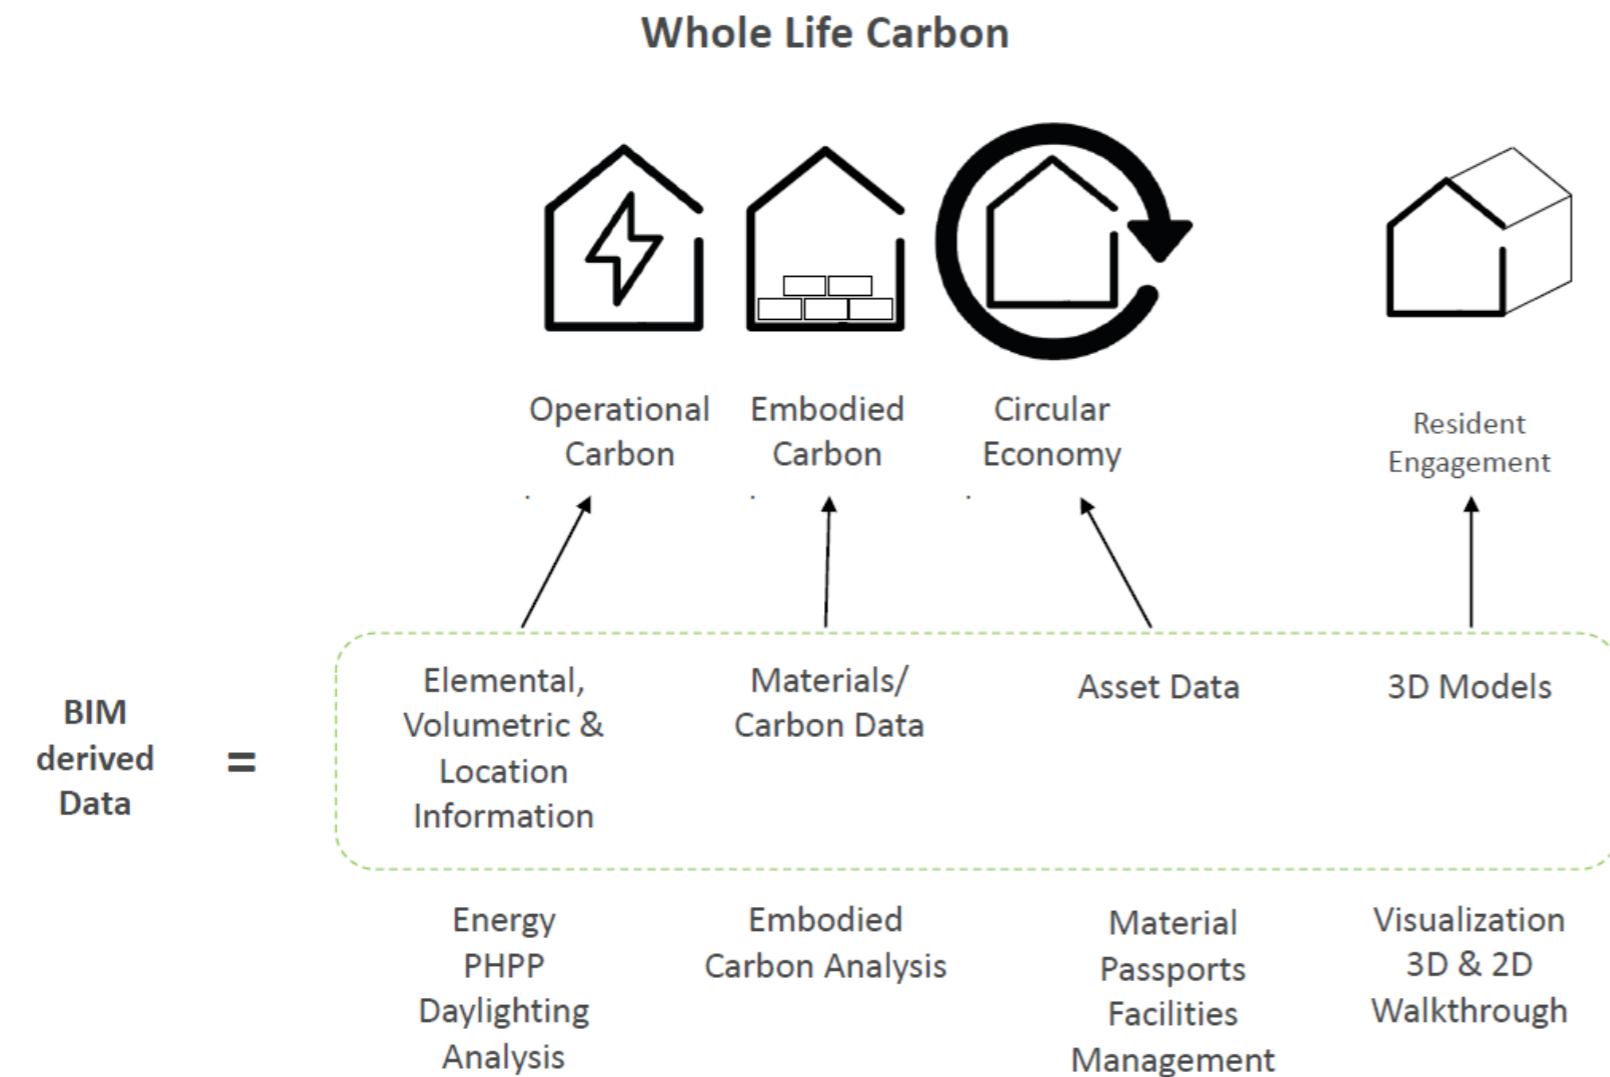 Whole Life Carbon
Operational
Carbon
Embodied
Carbon
Circular
Economy
Resident
Engagement
BIM
derived
Data
=
Elemental,
Volumetric &
Location
Information
Materials/
Carbon Data
Asset Data
3D Models
Energy
PHPP
Daylighting
Analysis
Embodied
Carbon Analysis
Material
Passports
Facilities
Management
Visualization
3D & 2D
Walkthrough